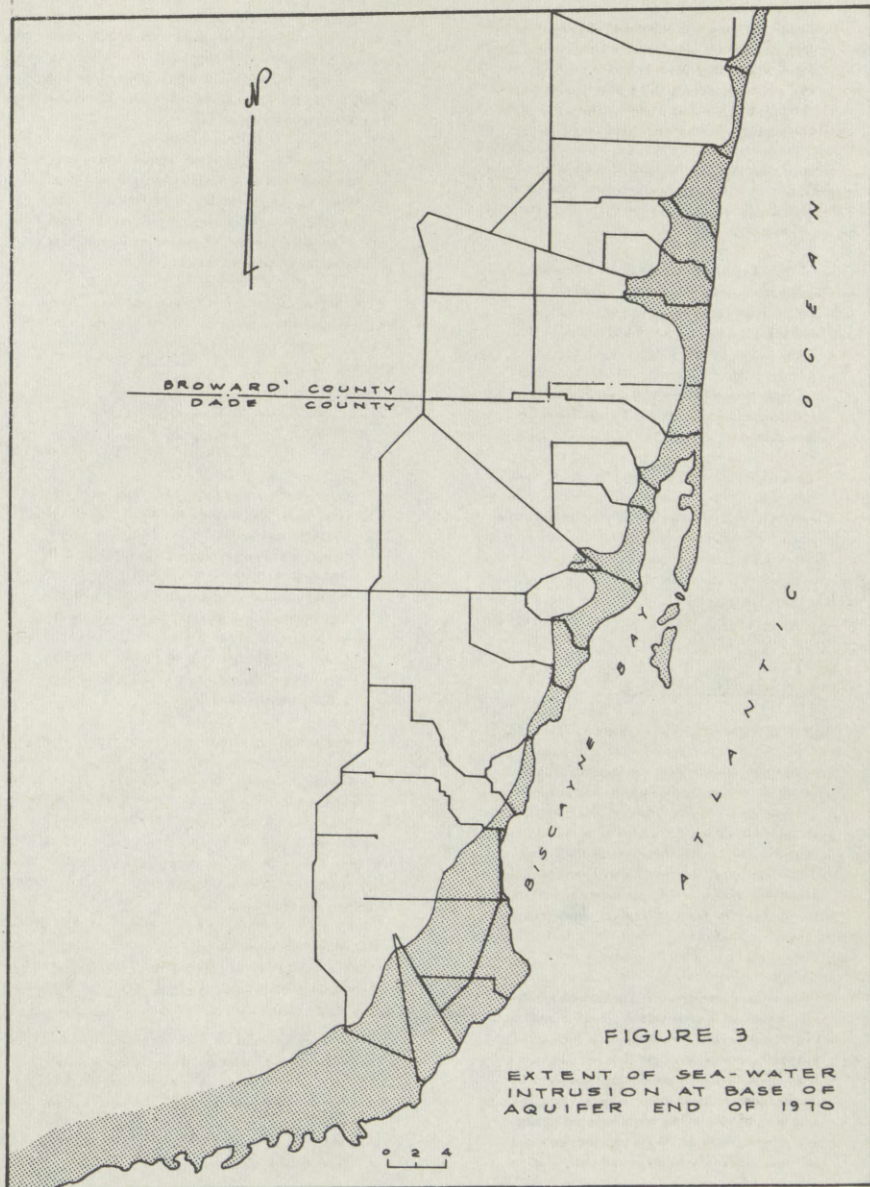 N
BROWARD' COUNTY
DADE COUNTY
OCEAN
ATLANTIC
BISCAYNE BAY
FIGURE 3
EXTENT OF SEA-WATER
INTRUSION AT BASE OF
AQUIFER END OF 1970
0 2 4